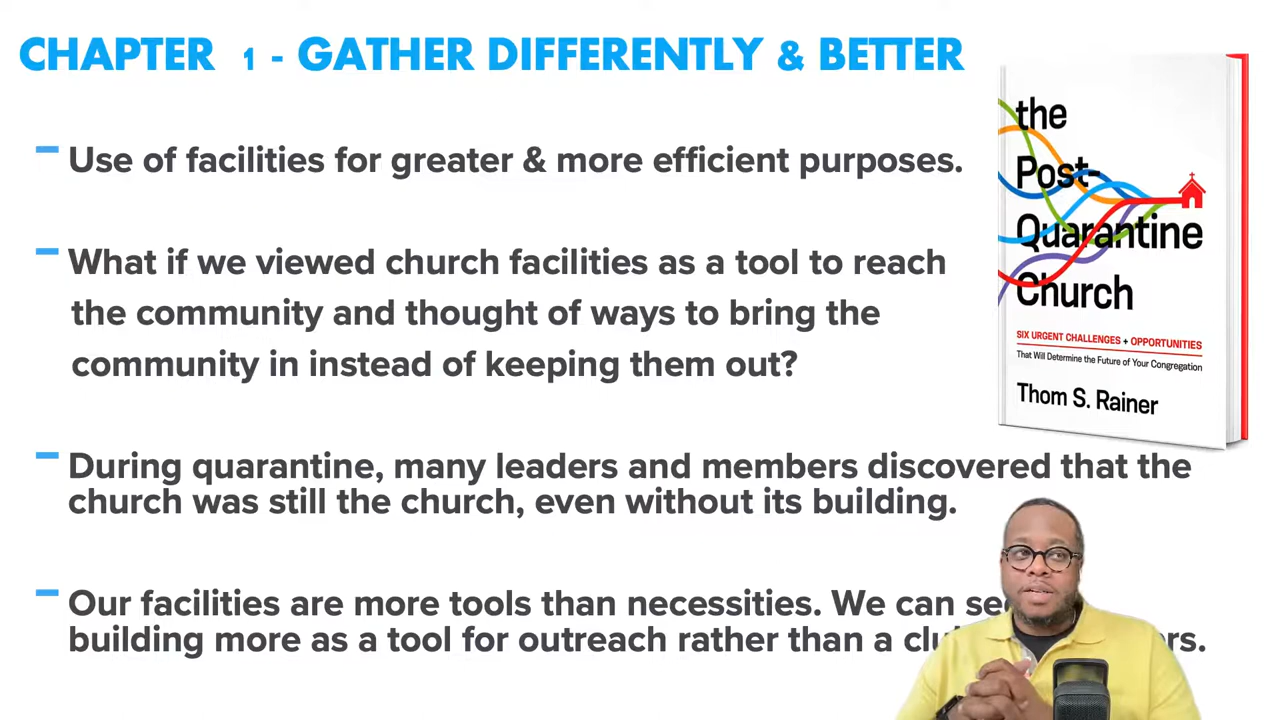 CHAPTER 1 - GATHER DIFFERENTLY & BETTER
Use of facilities for greater & more efficient purposes.
What if we viewed church facilities as a tool to reach
the community and thought of ways to bring the
community in instead of keeping them out?
During quarantine, many leaders and members discovered that the
church was still the church, even without its building.
Our facilities are more tools than necessities. We can
building more as a tool for outreach rather than a
the
Post-
Quarantine
Church
SIX URGENT CHALLENGES + OPPORTUNITIES
That Will Determine the Future of Your Congregation
Thom S. Rainer